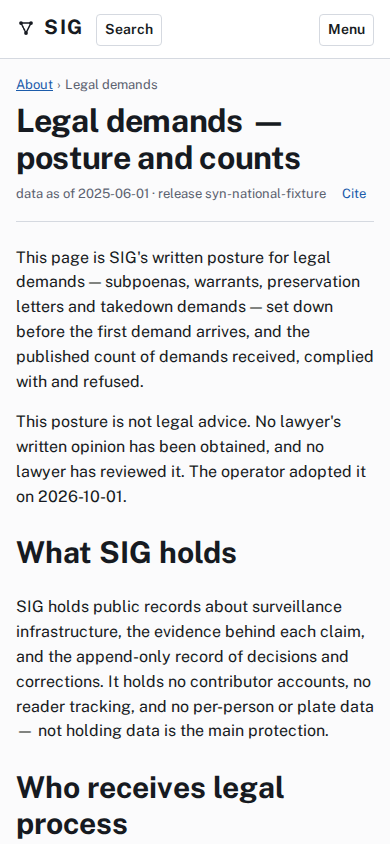 SIG
Search
Menu
About › Legal demands
Legal demands —
posture and counts
data as of 2025-06-01 · release syn-national-fixture
Cite
This page is SIG's written posture for legal
demands — subpoenas, warrants, preservation
letters and takedown demands — set down
before the first demand arrives, and the
published count of demands received, complied
with and refused.
This posture is not legal advice. No lawyer's
written opinion has been obtained, and no
lawyer has reviewed it. The operator adopted it
on 2026-10-01.
What SIG holds
SIG holds public records about surveillance
infrastructure, the evidence behind each claim,
and the append-only record of decisions and
corrections. It holds no contributor accounts, no
reader tracking, and no per-person or plate data
— not holding data is the main protection.
Who receives legal
process